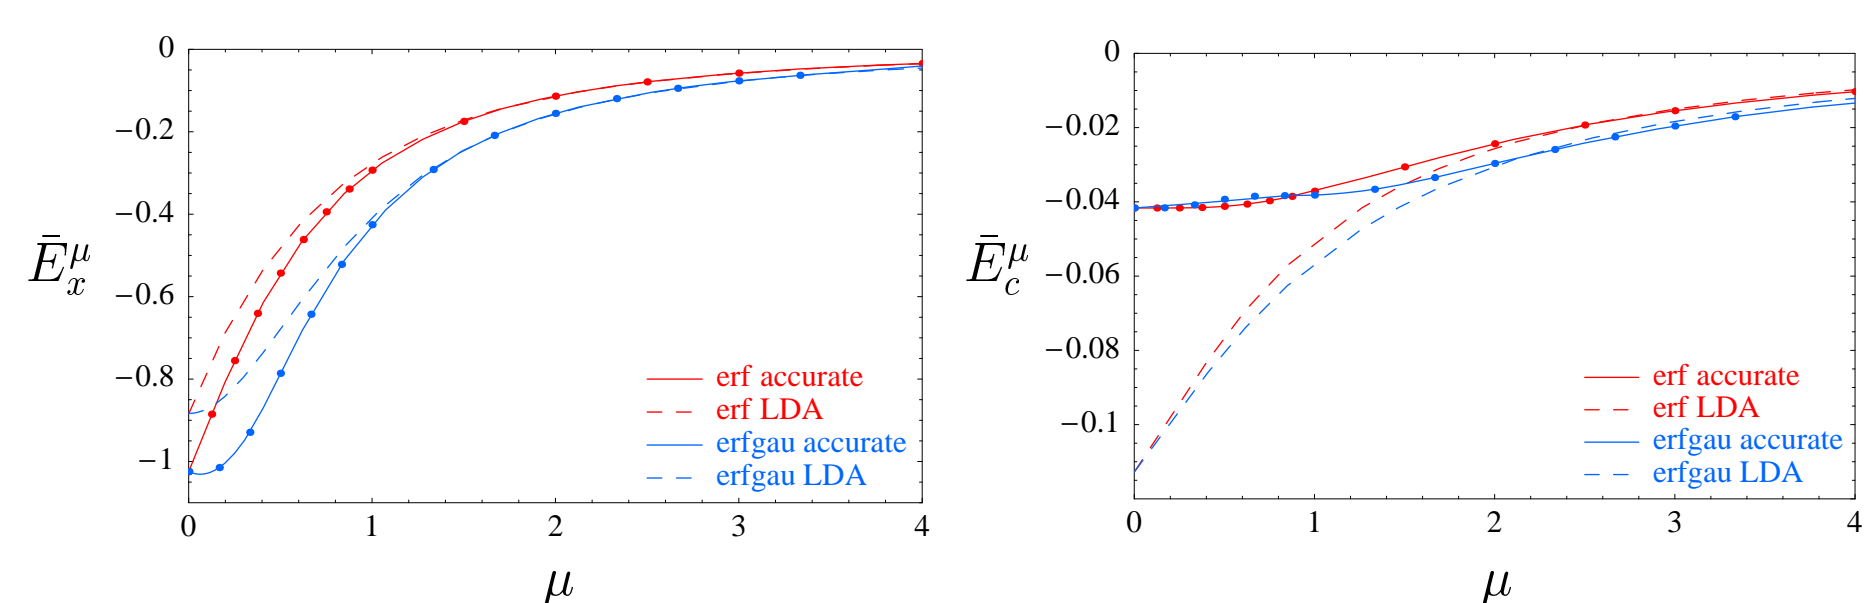 0
−0.2
−0.4
−0.6
−0.8
−1
Ē_x^μ
erf accurate
erf LDA
erfgau accurate
erfgau LDA
0 1 2 3 4
μ
0
−0.02
−0.04
−0.06
−0.08
−0.1
Ē_c^μ
erf accurate
erf LDA
erfgau accurate
erfgau LDA
0 1 2 3 4
μ